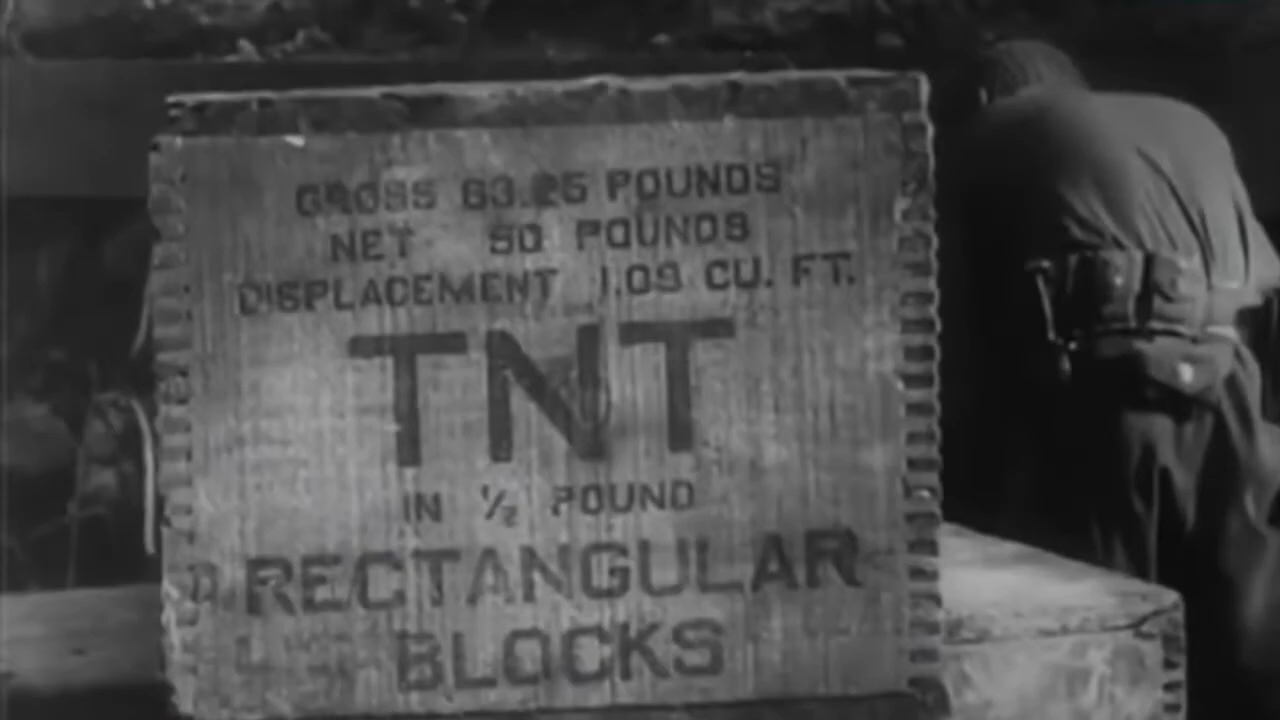 GROSS 63.25 POUNDS
NET 50 POUNDS
DISPLACEMENT 1.09 CU. FT.
TNT
IN ½ POUND
RECTANGULAR
BLOCKS